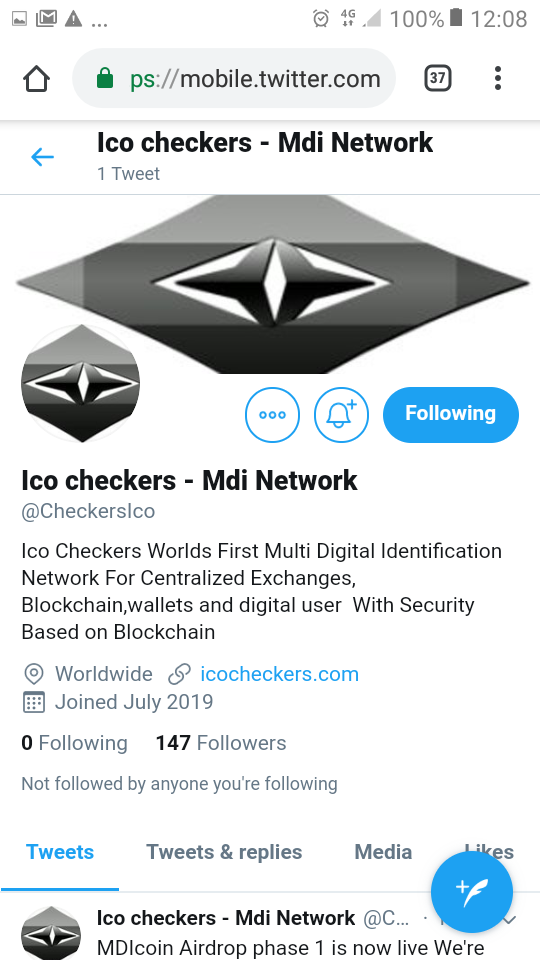 ... 4G 100% 12:08
ps://mobile.twitter.com 37
Ico checkers - Mdi Network
1 Tweet
Following
Ico checkers - Mdi Network
@CheckersIco
Ico Checkers Worlds First Multi Digital Identification
Network For Centralized Exchanges,
Blockchain,wallets and digital user  With Security
Based on Blockchain
Worldwide icocheckers.com
Joined July 2019
0 Following 147 Followers
Not followed by anyone you're following
Tweets Tweets & replies Media Likes
Ico checkers - Mdi Network @C... ·
MDIcoin Airdrop phase 1 is now live We're